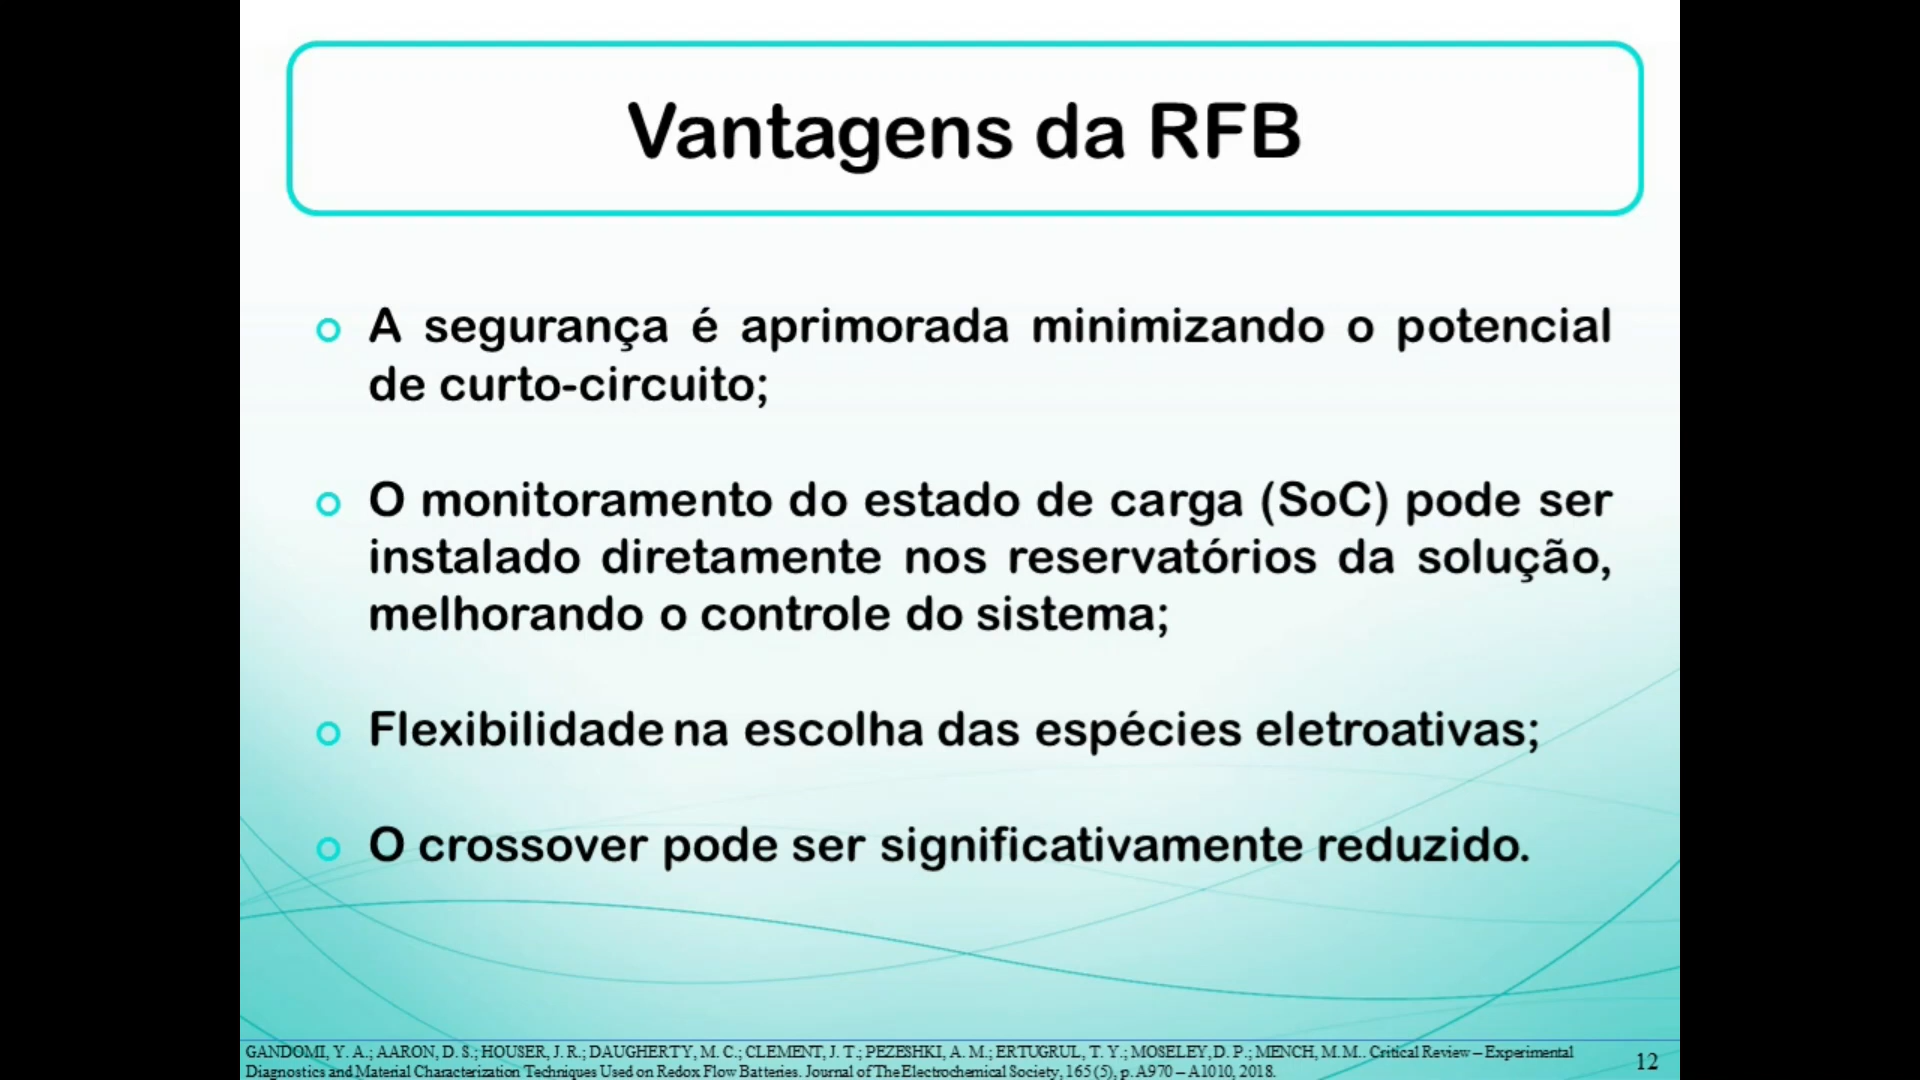 Vantagens da RFB
A segurança é aprimorada minimizando o potencial
de curto-circuito;
O monitoramento do estado de carga (SoC) pode ser
instalado diretamente nos reservatórios da solução,
melhorando o controle do sistema;
Flexibilidade na escolha das espécies eletroativas;
O crossover pode ser significativamente reduzido.
GANDOMI, Y. A.; AARON, D. S.; HOUSER, J. R.; DAUGHERTY, M. C.; CLEMENT, J. T.; PEZESHKI, A. M.; ERTUGRUL, T. Y.; MOSELEY, D. P.; MENCH, M.M.. Critical Review – Experimental
Diagnostics and Material Characterization Techniques Used on Redox Flow Batteries. Journal of The Electrochemical Society, 165 (5), p. A970 – A1010, 2018.
12